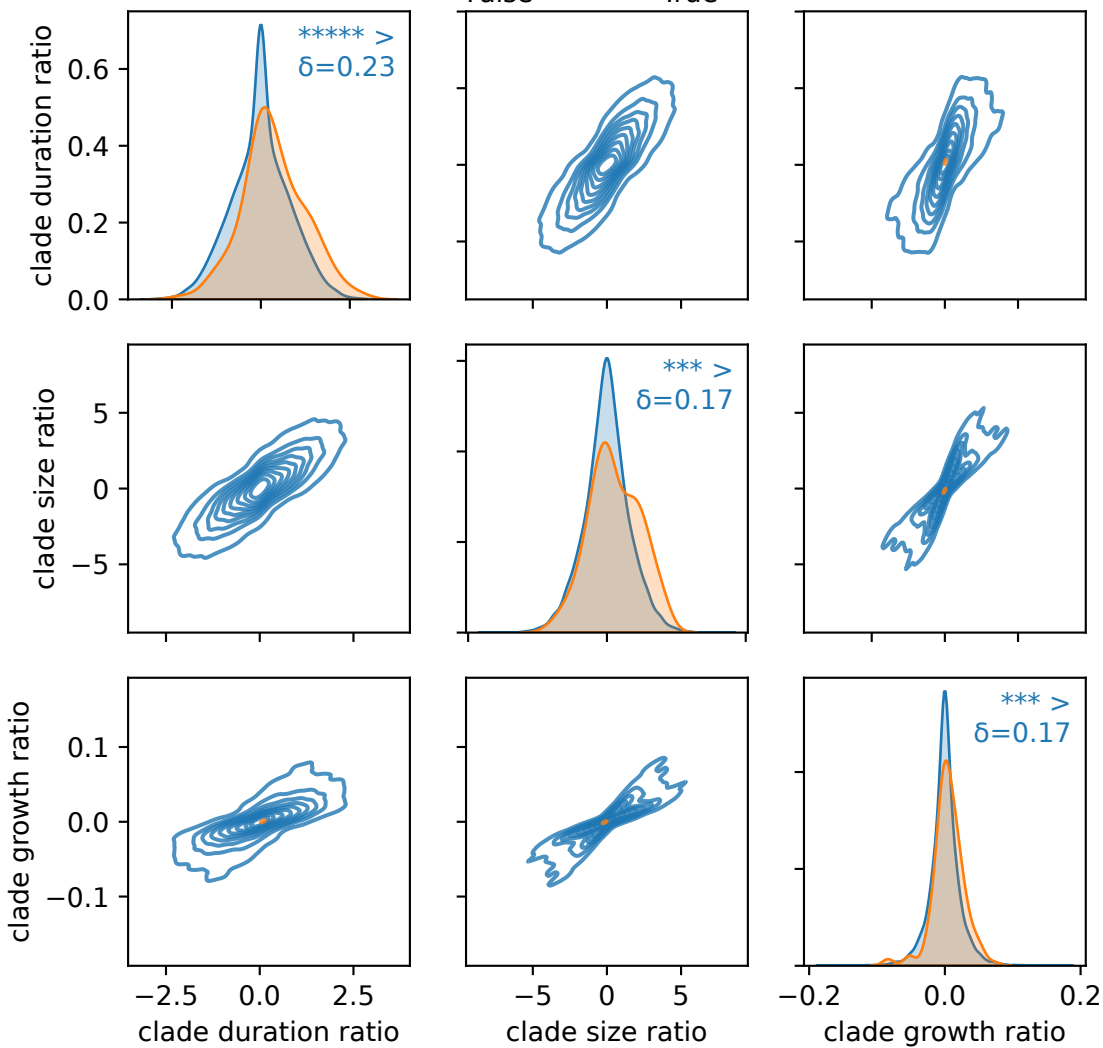 True
clade duration ratio
0.6
0.4
0.2
0.0
***** >
δ=0.23
clade size ratio
5
0
−5
*** >
δ=0.17
clade growth ratio
0.1
0.0
−0.1
*** >
δ=0.17
−2.5 0.0 2.5
−5 0 5
−0.2 0.0 0.2
clade duration ratio
clade size ratio
clade growth ratio